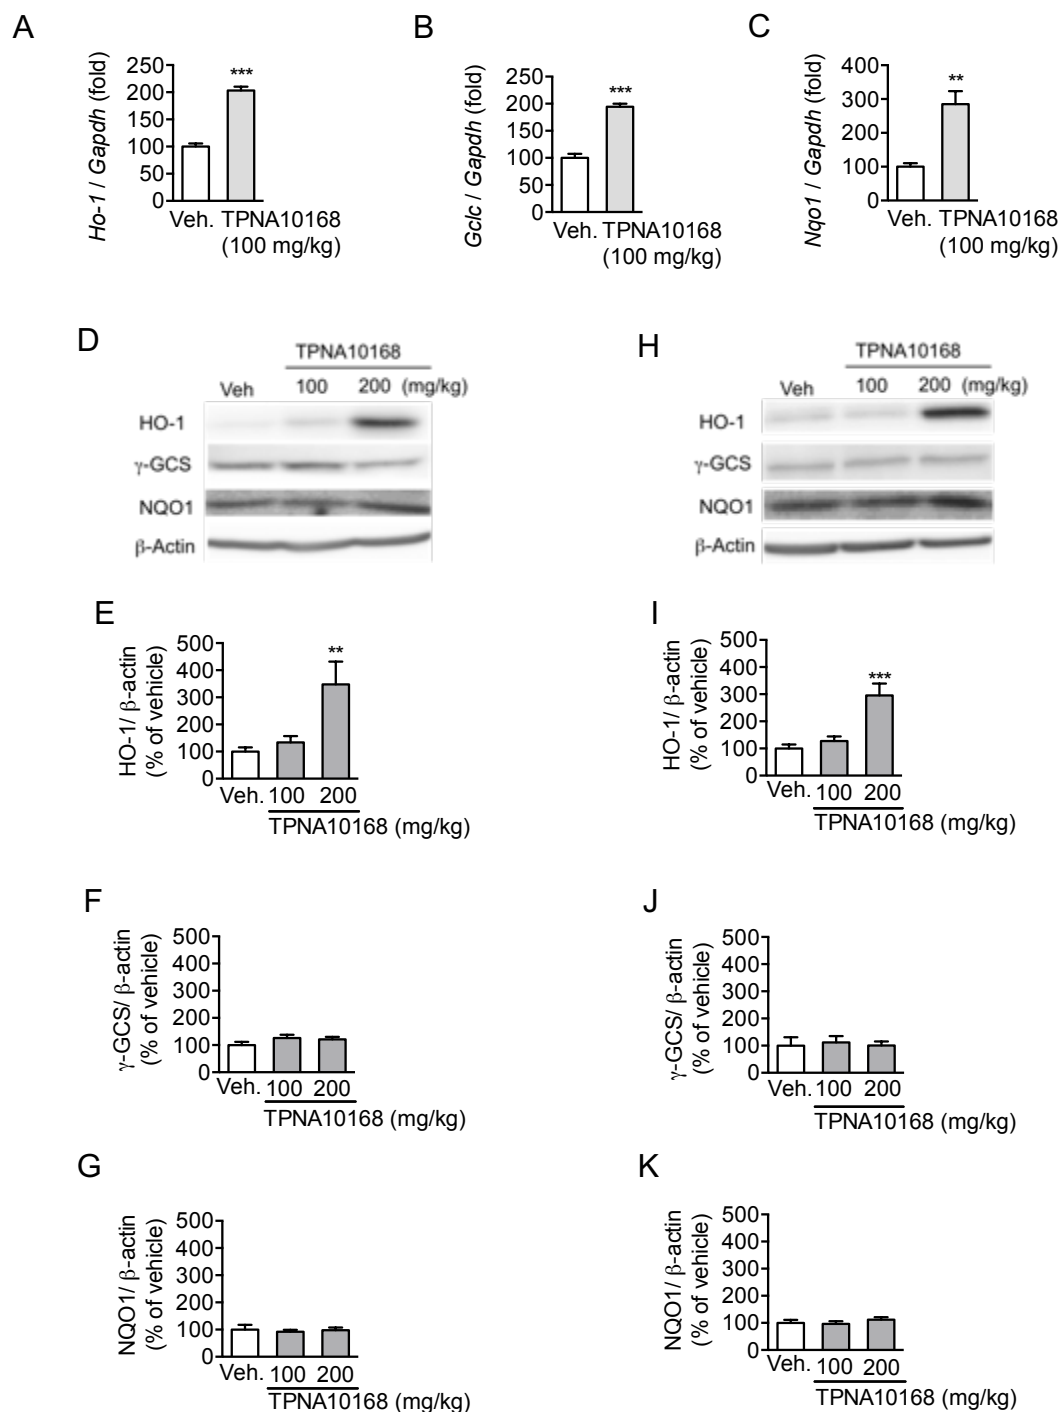 A
B
C
Ho-1 / Gapdh (fold)
250
200
150
100
50
0
***
Veh. TPNA10168
(100 mg/kg)
Gclc / Gapdh (fold)
250
200
150
100
50
0
***
Veh. TPNA10168
(100 mg/kg)
Nqo1 / Gapdh (fold)
400
300
200
100
0
**
Veh. TPNA10168
(100 mg/kg)
D
TPNA10168
Veh 100 200 (mg/kg)
HO-1
γ-GCS
NQO1
β-Actin
H
TPNA10168
Veh 100 200 (mg/kg)
HO-1
γ-GCS
NQO1
β-Actin
E
HO-1/ β-actin
(% of vehicle)
500
400
300
200
100
0
**
Veh. 100 200
TPNA10168 (mg/kg)
I
HO-1/ β-actin
(% of vehicle)
500
400
300
200
100
0
***
Veh. 100 200
TPNA10168 (mg/kg)
F
γ-GCS/ β-actin
(% of vehicle)
500
400
300
200
100
0
Veh. 100 200
TPNA10168 (mg/kg)
J
γ-GCS/ β-actin
(% of vehicle)
500
400
300
200
100
0
Veh. 100 200
TPNA10168 (mg/kg)
G
NQO1/ β-actin
(% of vehicle)
500
400
300
200
100
0
Veh. 100 200
TPNA10168 (mg/kg)
K
NQO1/ β-actin
(% of vehicle)
500
400
300
200
100
0
Veh. 100 200
TPNA10168 (mg/kg)